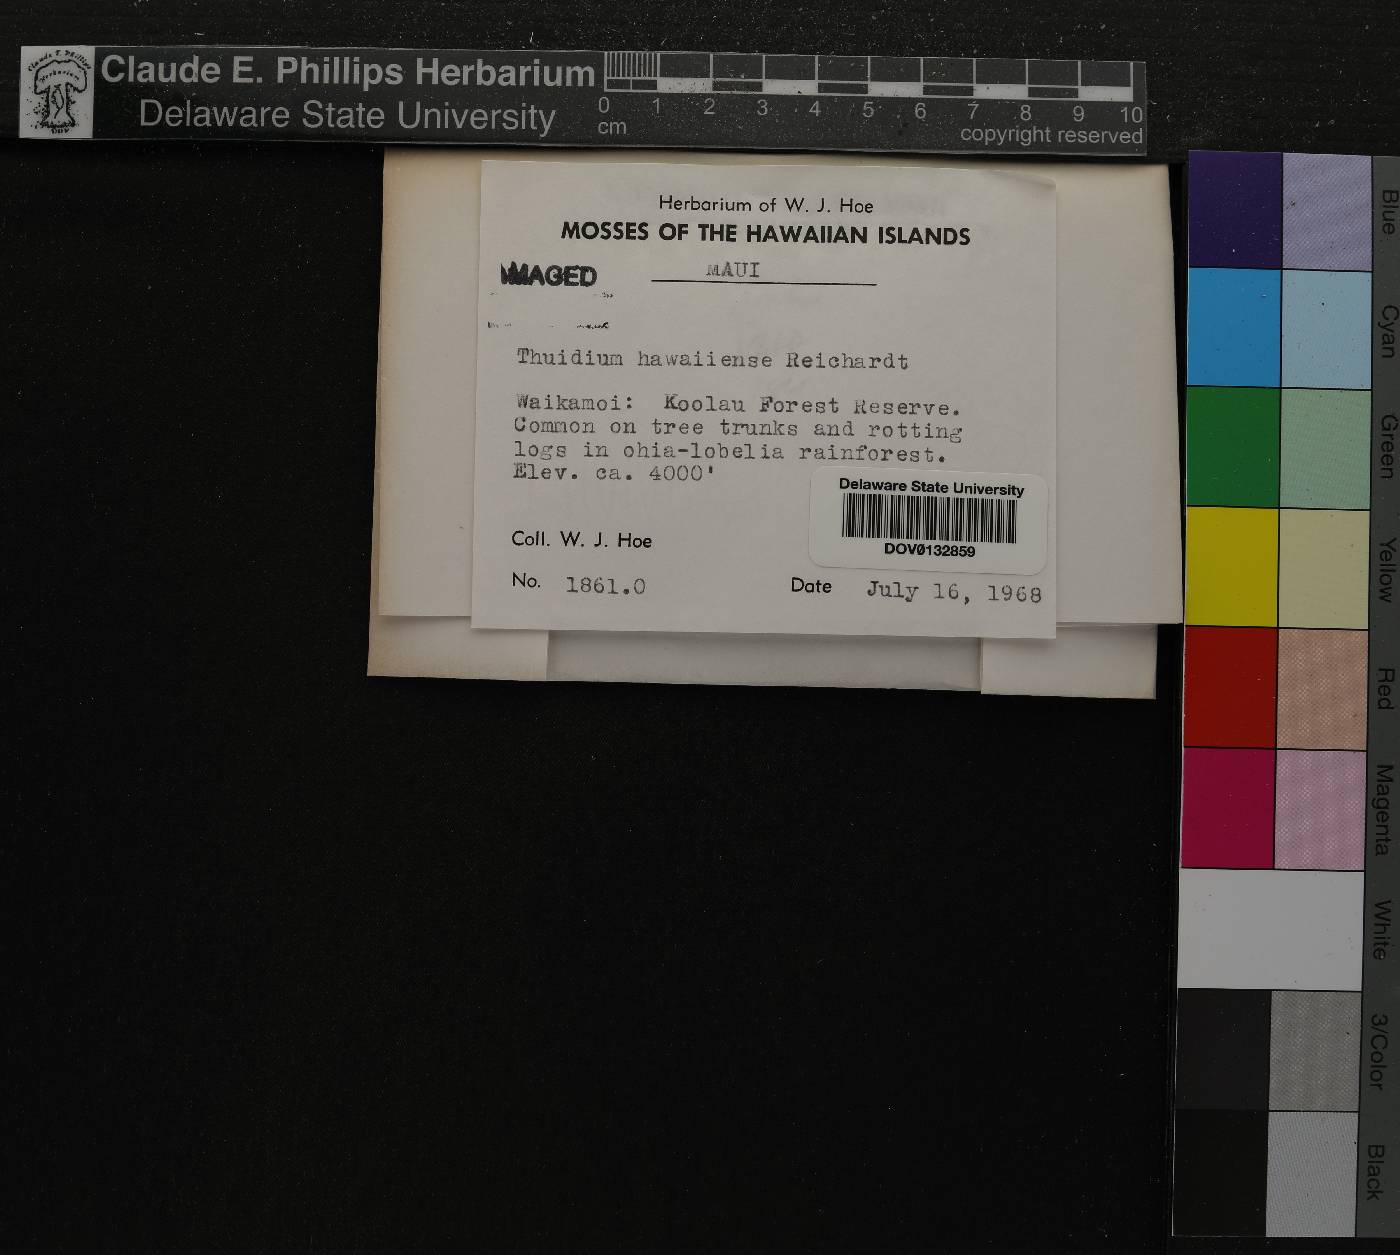 Claude E. Phillips Herbarium
Delaware State University
0 1 2 3 4 5 6 7 8 9 10
cm
copyright reserved
Herbarium of W. J. Hoe
MOSSES OF THE HAWAIIAN ISLANDS
IMAGED
MAUI
Thuidium hawaiiense Reichardt
Waikamoi: Koolau Forest Reserve.
Common on tree trunks and rotting
logs in ohia-lobelia rainforest.
Elev. ca. 4000'
Delaware State University
DOV0132859
Coll. W. J. Hoe
No. 1861.0
Date July 16, 1968
Blue
Cyan
Green
Yellow
Red
Magenta
White
3/Color
Black